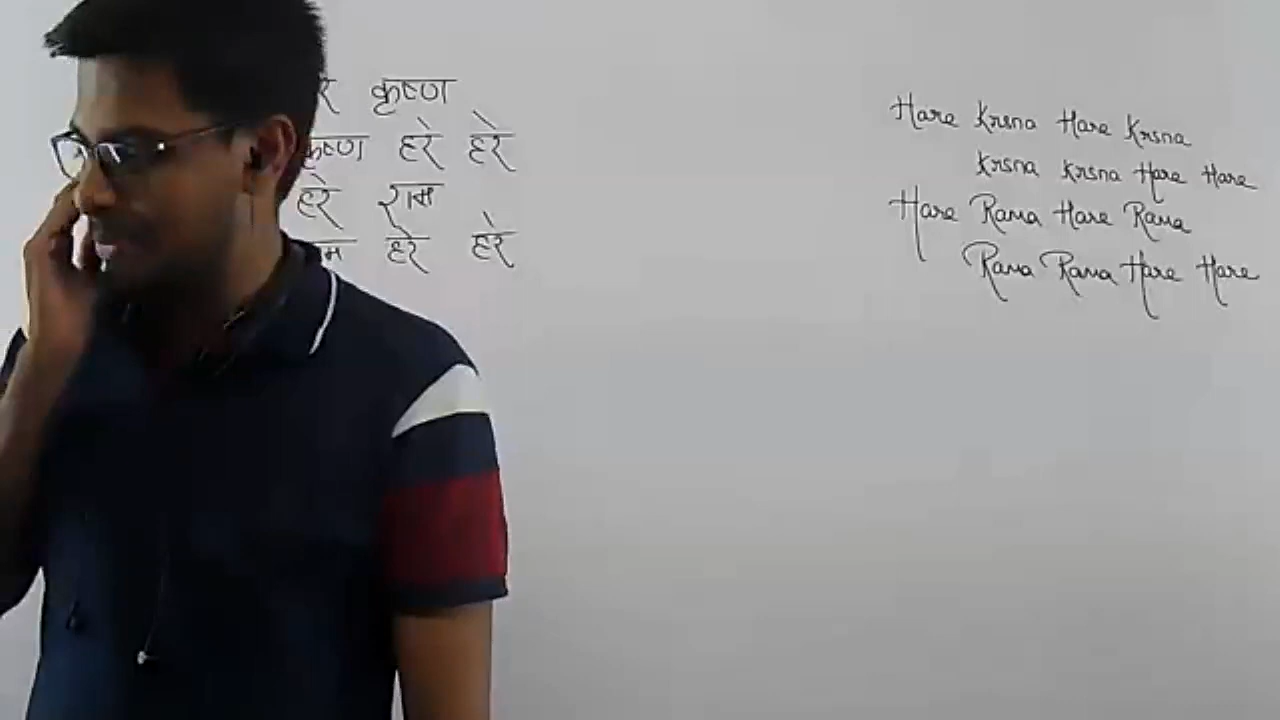 कृष्ण
कृष्ण हरे हरे
हरे राम
हरे हरे
Hare Krsna Hare Krsna
Krsna Krsna Hare Hare
Hare Rama Hare Rama
Rama Rama Hare Hare